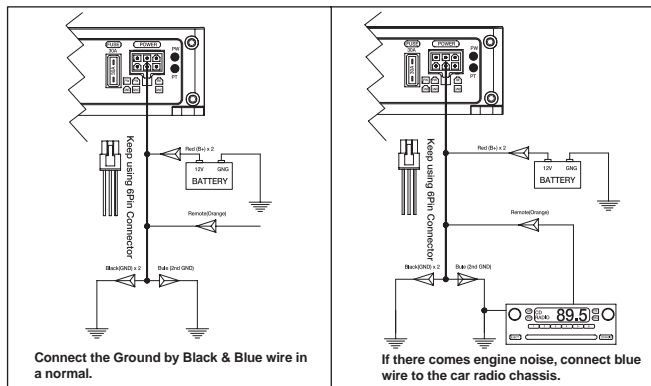 FUSE
30A
POWER
PW
PT
Red (B+) x 2
12V GNG
BATTERY
Keep using 6Pin Connector
Remote(Orange)
Black(GND) x 2
Bule (2nd GND)
Connect the Ground by Black & Blue wire in
a normal.
FUSE
30A
POWER
PW
PT
Red (B+) x 2
12V GNG
BATTERY
Keep using 6Pin Connector
Remote(Orange)
Black(GND) x 2
Bule (2nd GND)
CD
RADIO
89.5
If there comes engine noise, connect blue
wire to the car radio chassis.